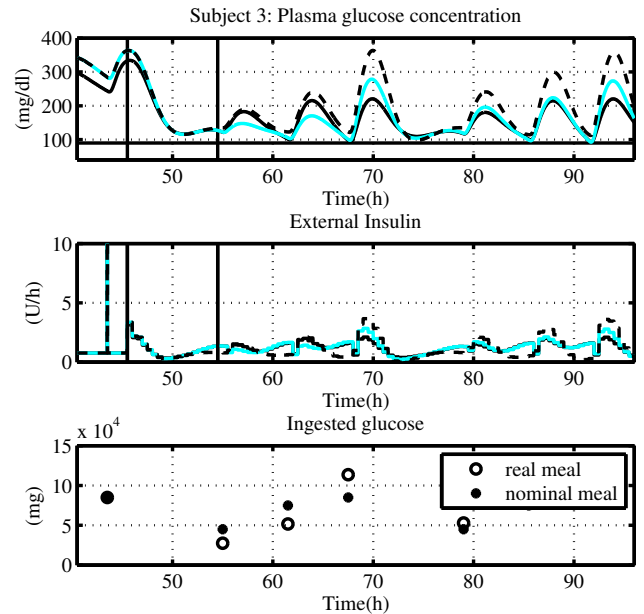 Subject 3: Plasma glucose concentration
400
300
200
100
(mg/dl)
50 60 70 80 90
Time(h)
External Insulin
10
5
0
(U/h)
50 60 70 80 90
Time(h)
Ingested glucose
x 10^4
15
10
5
0
(mg)
real meal
nominal meal
50 60 70 80 90
Time(h)